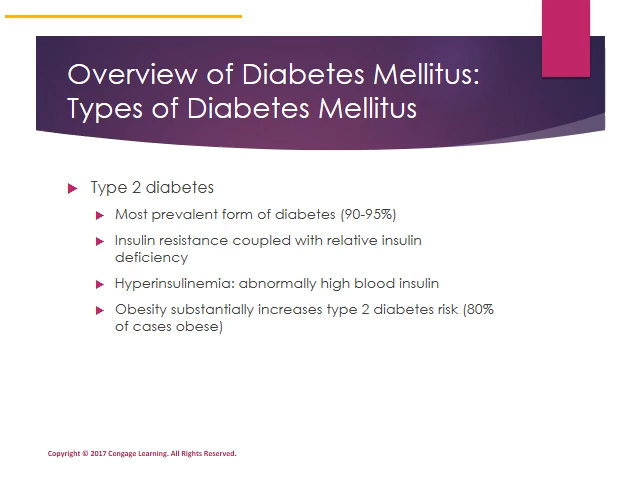 Overview of Diabetes Mellitus:
Types of Diabetes Mellitus
Type 2 diabetes
Most prevalent form of diabetes (90-95%)
Insulin resistance coupled with relative insulin
deficiency
Hyperinsulinemia: abnormally high blood insulin
Obesity substantially increases type 2 diabetes risk (80%
of cases obese)
Copyright © 2017 Cengage Learning. All Rights Reserved.